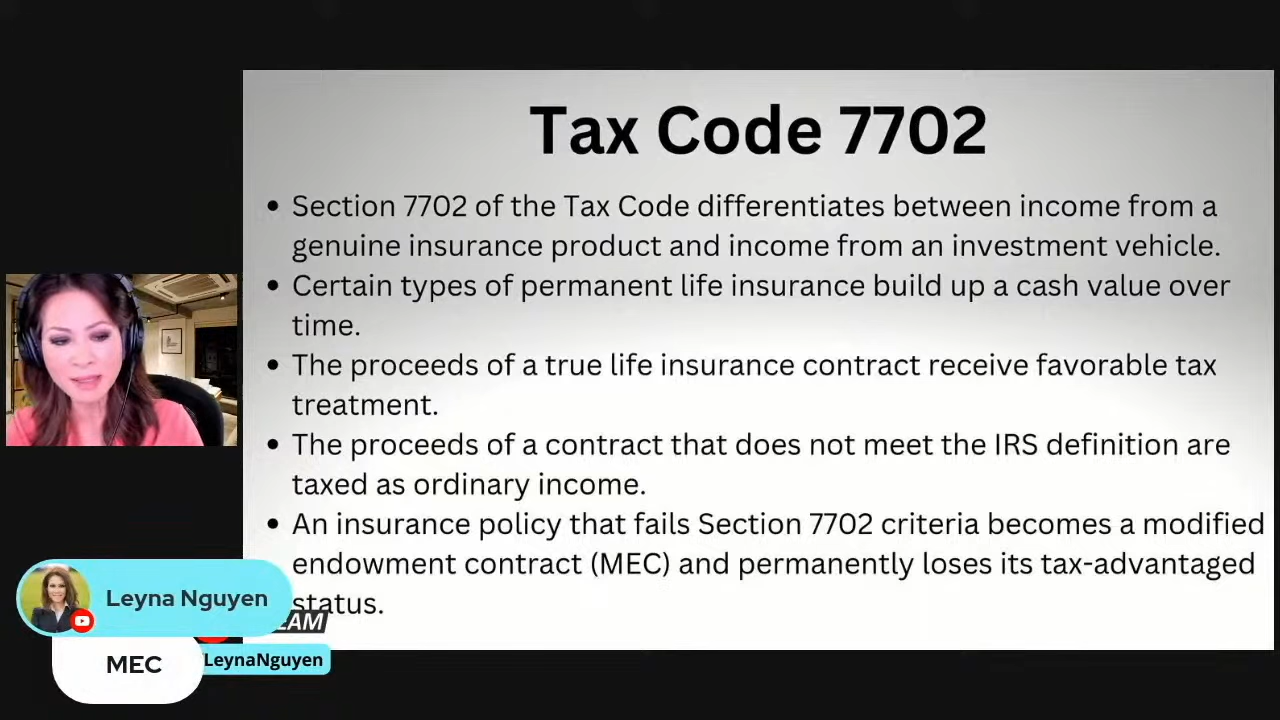 Tax Code 7702
• Section 7702 of the Tax Code differentiates between income from a
genuine insurance product and income from an investment vehicle.
• Certain types of permanent life insurance build up a cash value over
time.
• The proceeds of a true life insurance contract receive favorable tax
treatment.
• The proceeds of a contract that does not meet the IRS definition are
taxed as ordinary income.
• An insurance policy that fails Section 7702 criteria becomes a modified
endowment contract (MEC) and permanently loses its tax-advantaged
status.
Leyna Nguyen
MEC
LeynaNguyen